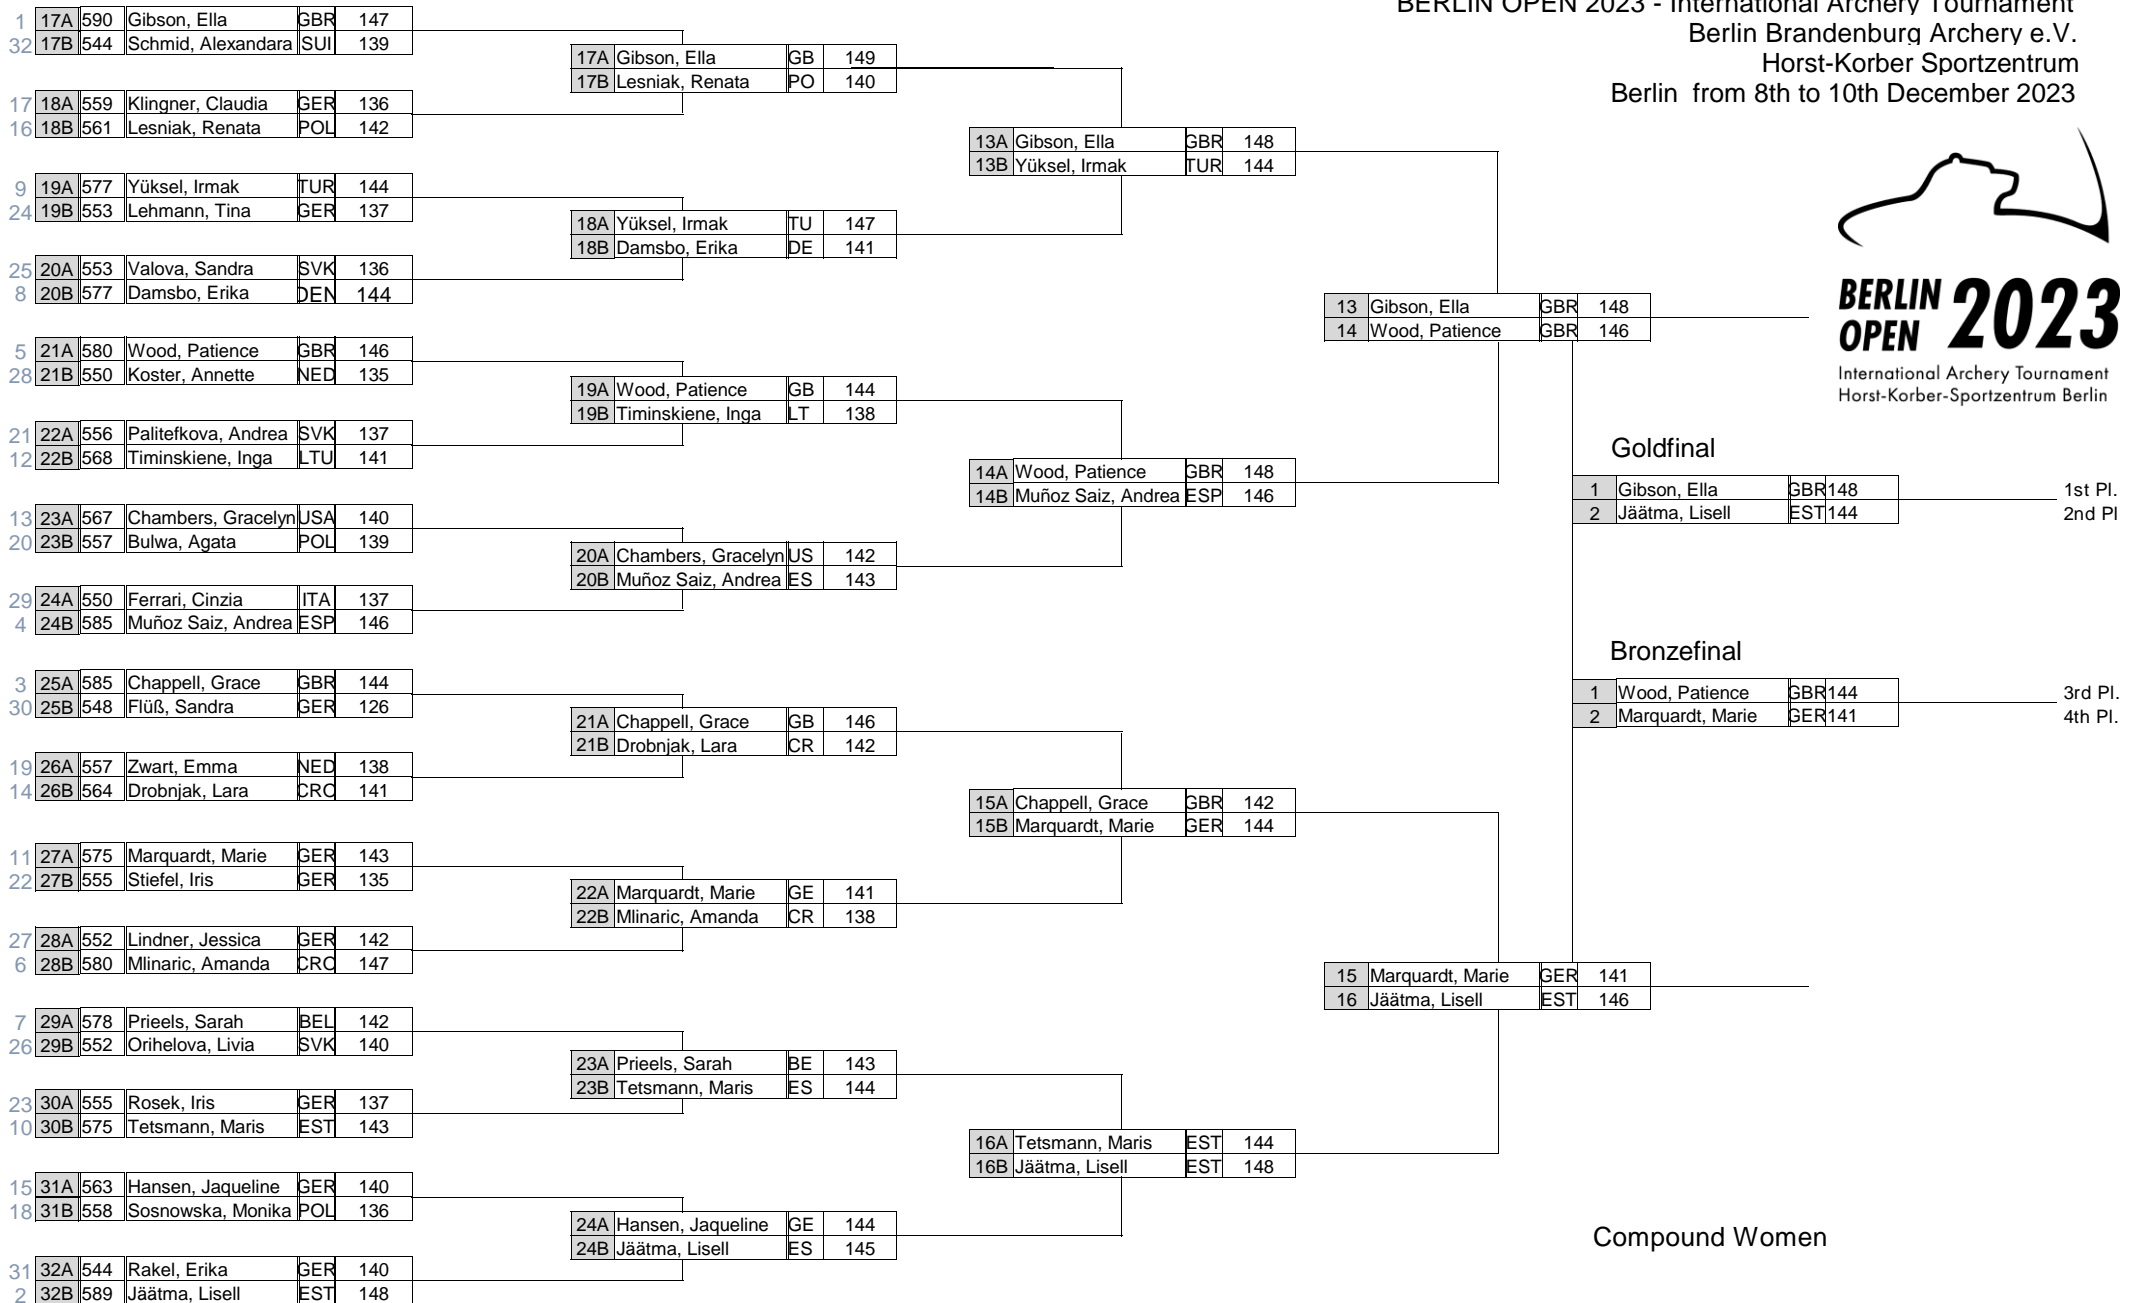 BERLIN OPEN 2023 - International Archery Tournament
Berlin Brandenburg Archery e.V.
Horst-Korber Sportzentrum
Berlin from 8th to 10th December 2023
BERLIN OPEN 2023
International Archery Tournament
Horst-Korber-Sportzentrum Berlin
1 17A 590 Gibson, Ella GBR 147
32 17B 544 Schmid, Alexandara SUI 139
17 18A 559 Klingner, Claudia GER 136
16 18B 561 Lesniak, Renata POL 142
9 19A 577 Yüksel, Irmak TUR 144
24 19B 553 Lehmann, Tina GER 137
25 20A 553 Valova, Sandra SVK 136
8 20B 577 Damsbo, Erika DEN 144
5 21A 580 Wood, Patience GBR 146
28 21B 550 Koster, Annette NED 135
21 22A 556 Palitefkova, Andrea SVK 137
12 22B 568 Timinskiene, Inga LTU 141
13 23A 567 Chambers, Gracelyn USA 140
20 23B 557 Bulwa, Agata POL 139
29 24A 550 Ferrari, Cinzia ITA 137
4 24B 585 Muñoz Saiz, Andrea ESP 146
3 25A 585 Chappell, Grace GBR 144
30 25B 548 Flüß, Sandra GER 126
19 26A 557 Zwart, Emma NED 138
14 26B 564 Drobnjak, Lara CRO 141
11 27A 575 Marquardt, Marie GER 143
22 27B 555 Stiefel, Iris GER 135
27 28A 552 Lindner, Jessica GER 142
6 28B 580 Mlinaric, Amanda CRO 147
7 29A 578 Prieels, Sarah BEL 142
26 29B 552 Orihelova, Livia SVK 140
23 30A 555 Rosek, Iris GER 137
10 30B 575 Tetsmann, Maris EST 143
15 31A 563 Hansen, Jaqueline GER 140
18 31B 558 Sosnowska, Monika POL 136
31 32A 544 Rakel, Erika GER 140
2 32B 589 Jäätma, Lisell EST 148
17A Gibson, Ella GB 149
17B Lesniak, Renata PO 140
18A Yüksel, Irmak TU 147
18B Damsbo, Erika DE 141
19A Wood, Patience GB 144
19B Timinskiene, Inga LT 138
20A Chambers, Gracelyn US 142
20B Muñoz Saiz, Andrea ES 143
21A Chappell, Grace GB 146
21B Drobnjak, Lara CR 142
22A Marquardt, Marie GE 141
22B Mlinaric, Amanda CR 138
23A Prieels, Sarah BE 143
23B Tetsmann, Maris ES 144
24A Hansen, Jaqueline GE 144
24B Jäätma, Lisell ES 145
13A Gibson, Ella GBR 148
13B Yüksel, Irmak TUR 144
14A Wood, Patience GBR 148
14B Muñoz Saiz, Andrea ESP 146
15A Chappell, Grace GBR 142
15B Marquardt, Marie GER 144
16A Tetsmann, Maris EST 144
16B Jäätma, Lisell EST 148
13 Gibson, Ella GBR 148
14 Wood, Patience GBR 146
15 Marquardt, Marie GER 141
16 Jäätma, Lisell EST 146
Goldfinal
1 Gibson, Ella GBR 148 1st Pl.
2 Jäätma, Lisell EST 144 2nd Pl
Bronzefinal
1 Wood, Patience GBR 144 3rd Pl.
2 Marquardt, Marie GER 141 4th Pl.
Compound Women